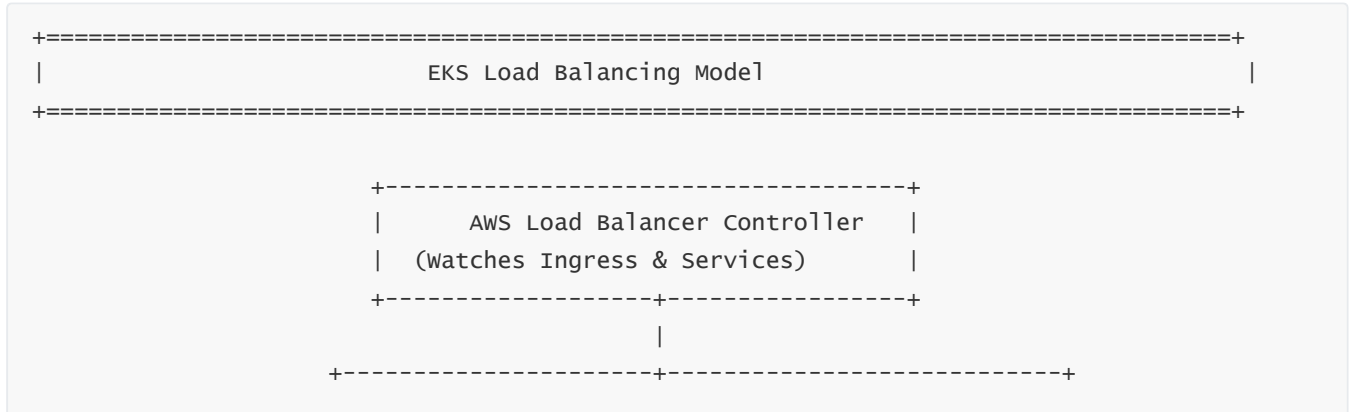 +====================================================================================+
|                           EKS Load Balancing Model                                  |
+====================================================================================+
+-------------------------------------+
|      AWS Load Balancer Controller   |
|  (Watches Ingress & Services)       |
+-------------------+-----------------+
|
+----------------------+----------------------------+